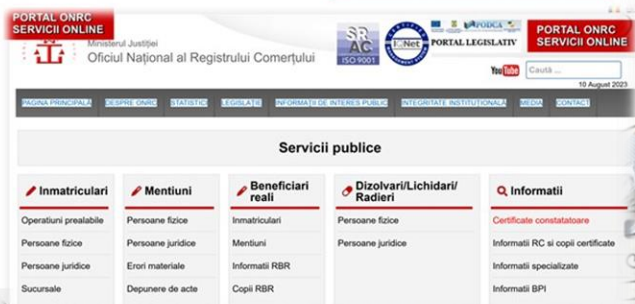 PORTAL ONRC
SERVICII ONLINE
Ministerul Justiției
Oficiul Național al Registrului Comerțului
SR
AC
ISO 9001
IQNet
PODCA
PORTAL LEGISLATIV
PORTAL ONRC
SERVICII ONLINE
YouTube
Caută ...
10 August 2023
PAGINA PRINCIPALĂ DESPRE ONRC STATISTICI LEGISLAȚIE INFORMAȚII DE INTERES PUBLIC INTEGRITATE INSTITUȚIONALĂ MEDIA CONTACT
Servicii publice
Inmatriculari
Operatiuni prealabile
Persoane fizice
Persoane juridice
Sucursale
Mentiuni
Persoane fizice
Persoane juridice
Erori materiale
Depunere de acte
Beneficiari
reali
Inmatriculari
Mentiuni
Informatii RBR
Copii RBR
Dizolvari/Lichidari/
Radieri
Persoane fizice
Persoane juridice
Informatii
Certificate constatatoare
Informatii RC si copii certificate
Informatii specializate
Informatii BPI